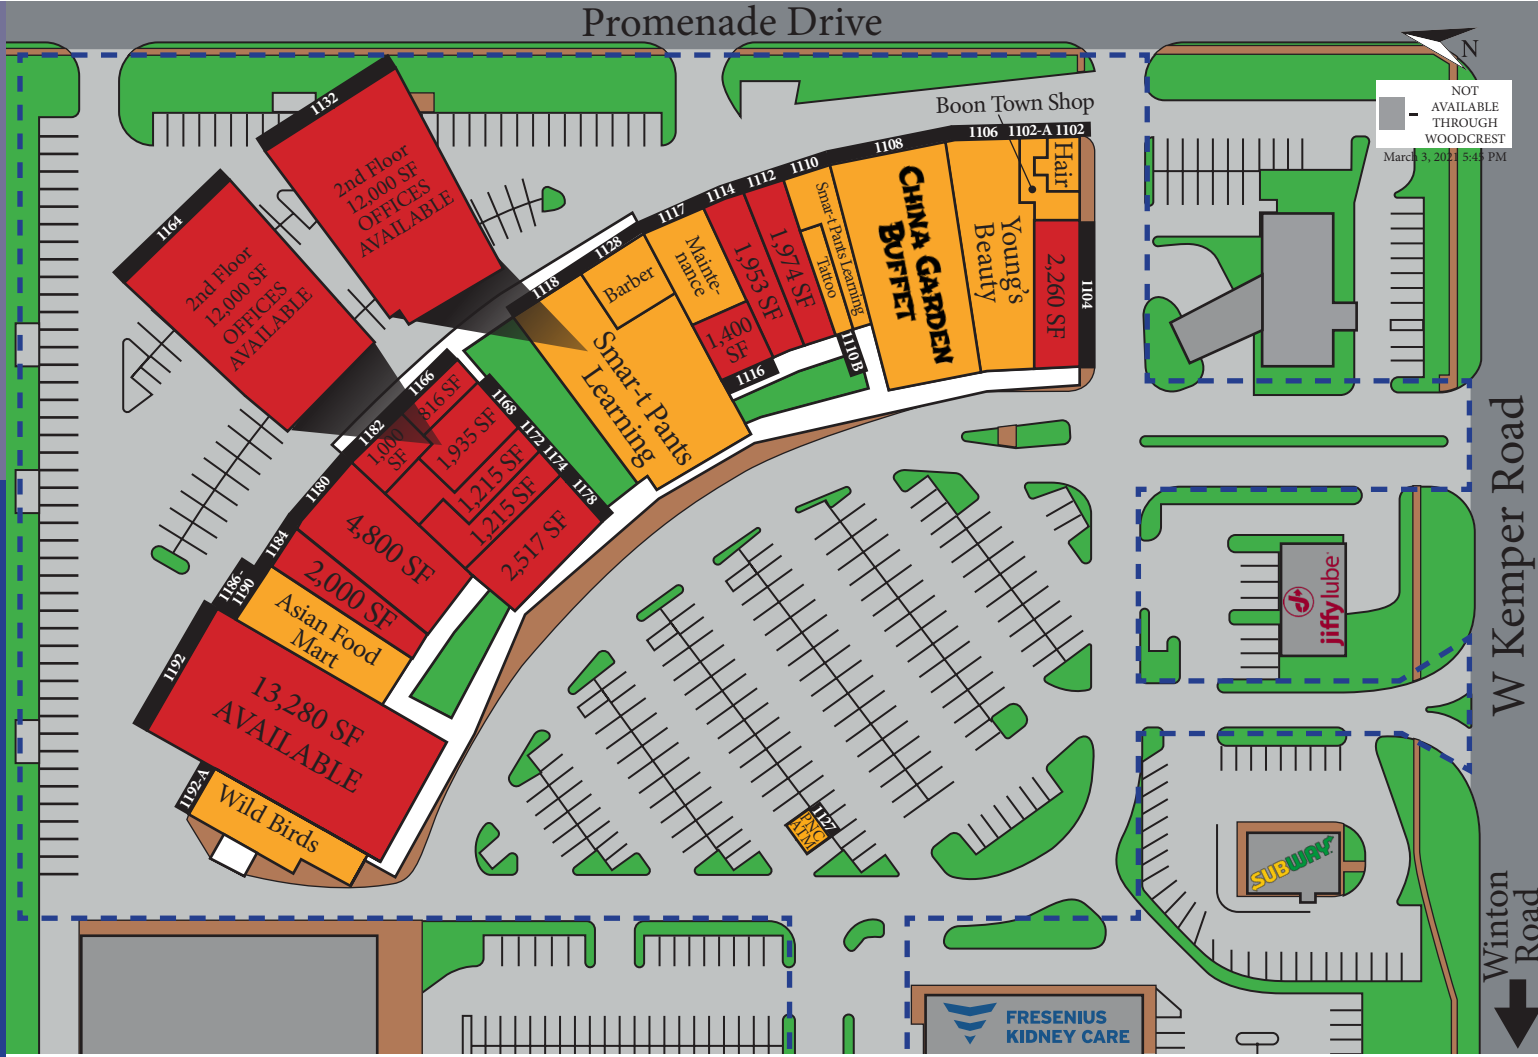 Promenade Drive
N
NOT
AVAILABLE
THROUGH
WOODCREST
March 3, 2021 5:45 PM
1132
2nd Floor
12,000 SF
OFFICES
AVAILABLE
1164
2nd Floor
12,000 SF
OFFICES
AVAILABLE
Boon Town Shop
1106
1102-A
1102
1108
1110
1112
1114
1117
1128
1118
Hair
Young's
Beauty
2,260 SF
1104
CHINA GARDEN
BUFFET
Smar-t Pants Learning
Tattoo
1110B
1,974 SF
1,953 SF
Mainte-
nance
1,400
SF
1116
Barber
Smar-t Pants
Learning
1166
816 SF
1168
1182
1,000
SF
1,935 SF
1172
1174
1,215 SF
1,215 SF
1178
2,517 SF
1180
4,800 SF
1184
2,000 SF
1186-
1190
Asian Food
Mart
1192
13,280 SF
AVAILABLE
1192-A
Wild Birds
1127
PNC
ATM
W Kemper Road
jiffylube
SUBWAY
Winton
Road
FRESENIUS
KIDNEY CARE